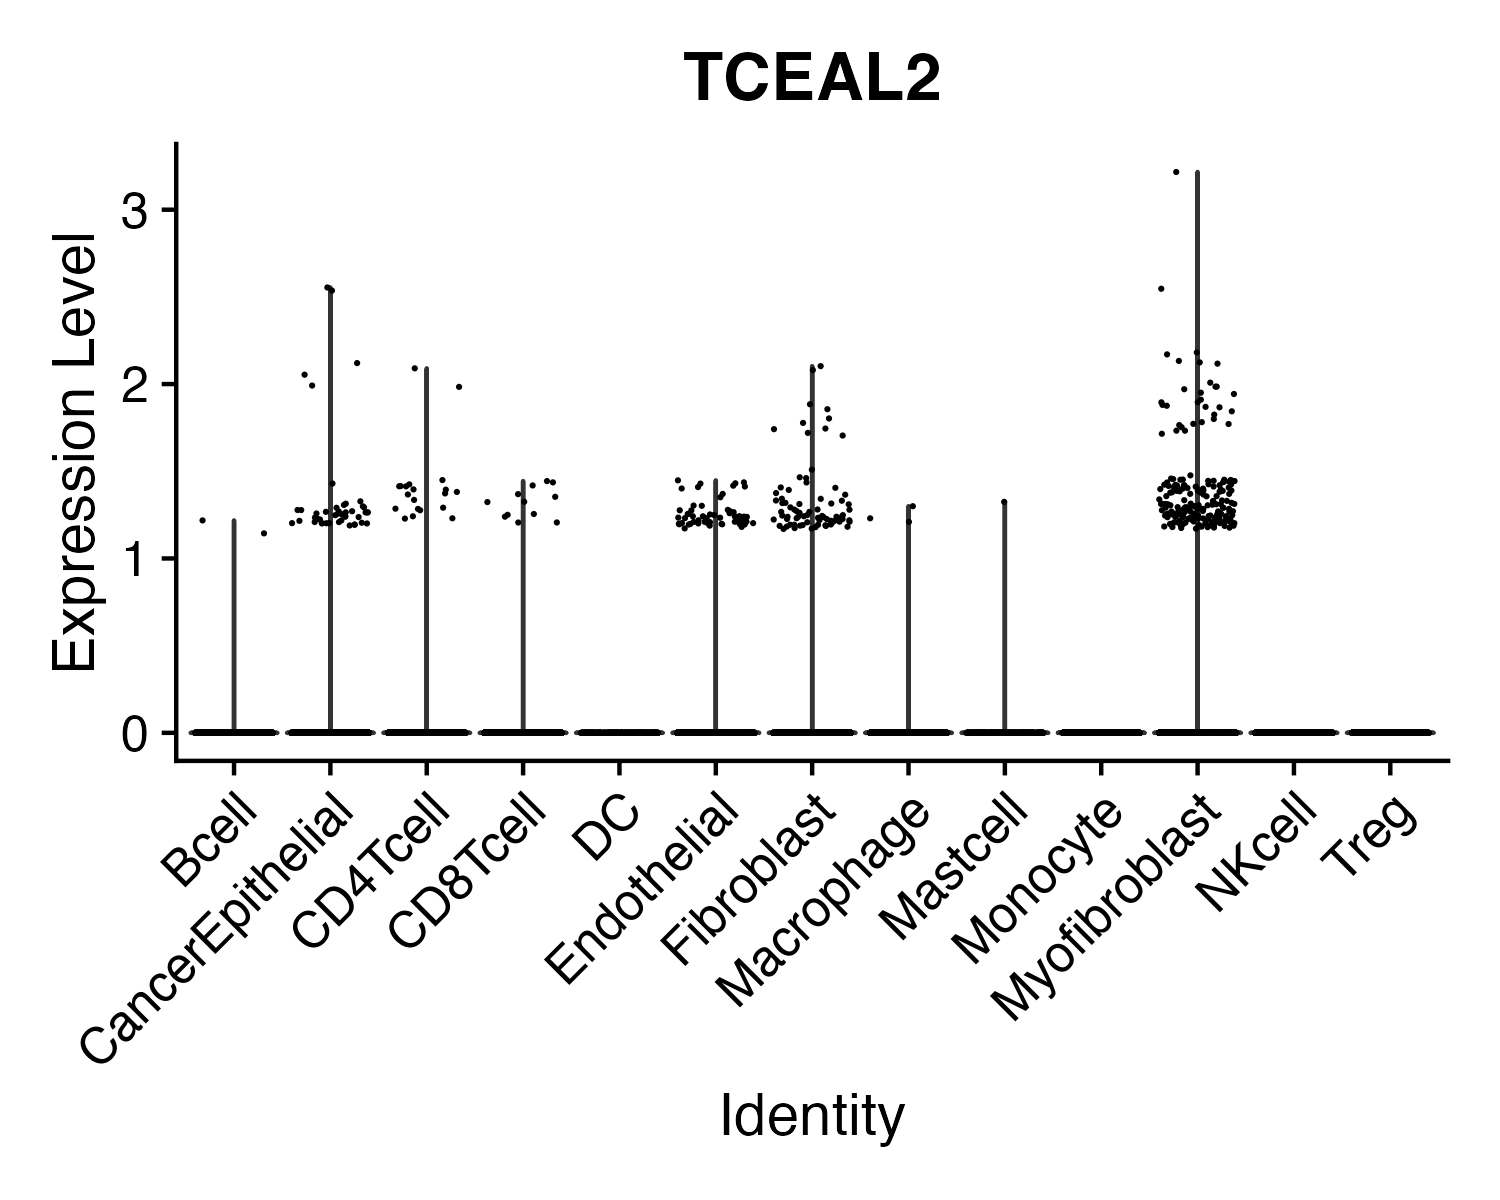 TCEAL2
Expression Level
3
2
1
0
Bcell
CancerEpithelial
CD4Tcell
CD8Tcell
DC
Endothelial
Fibroblast
Macrophage
Mastcell
Monocyte
Myofibroblast
NKcell
Treg
Identity